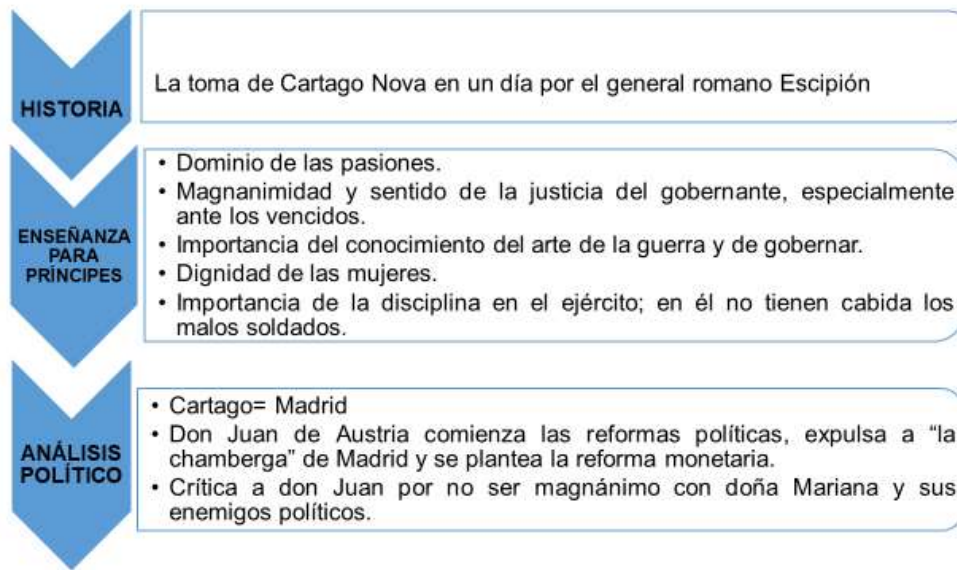 HISTORIA
La toma de Cartago Nova en un día por el general romano Escipión
ENSEÑANZA
PARA
PRÍNCIPES
• Dominio de las pasiones.
• Magnanimidad y sentido de la justicia del gobernante, especialmente
ante los vencidos.
• Importancia del conocimiento del arte de la guerra y de gobernar.
• Dignidad de las mujeres.
• Importancia de la disciplina en el ejército; en él no tienen cabida los
malos soldados.
ANÁLISIS
POLÍTICO
• Cartago= Madrid
• Don Juan de Austria comienza las reformas políticas, expulsa a “la
chamberga” de Madrid y se plantea la reforma monetaria.
• Crítica a don Juan por no ser magnánimo con doña Mariana y sus
enemigos políticos.